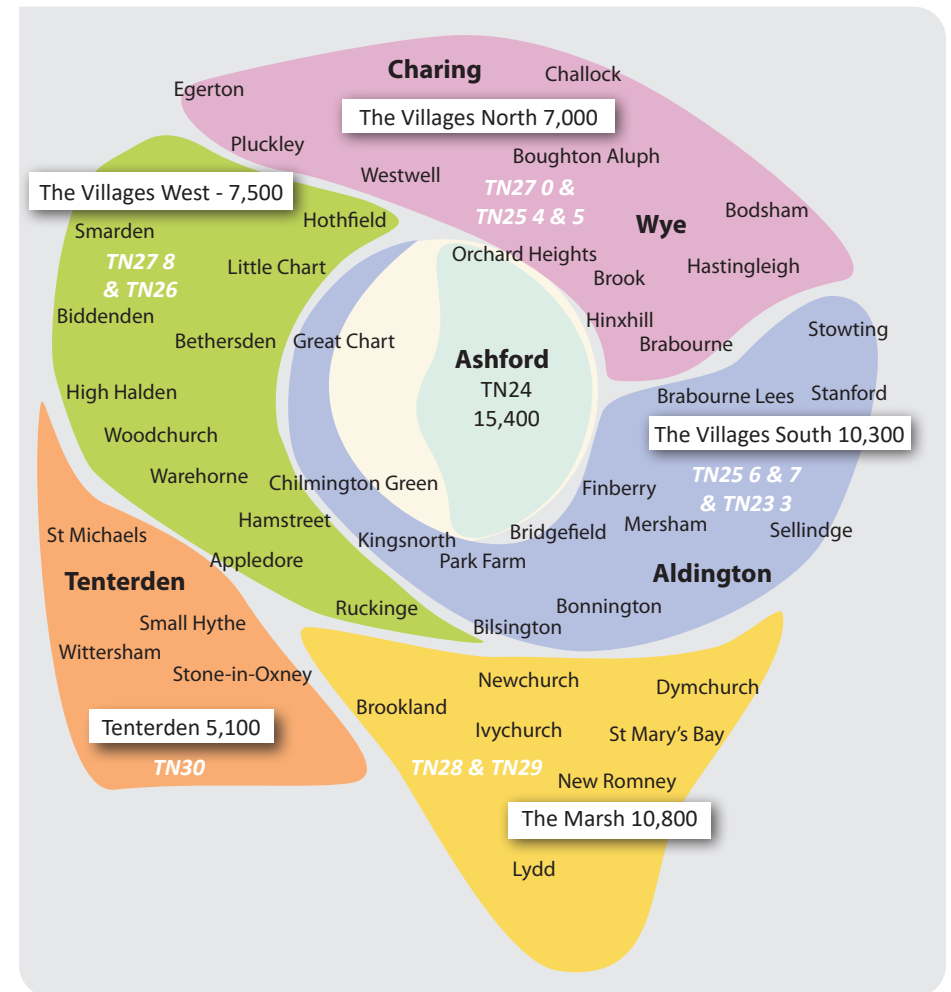 Charing
Challock
Egerton
The Villages North 7,000
Pluckley
Boughton Aluph
Westwell
TN27 0 &
TN25 4 & 5
Bodsham
Wye
Orchard Heights
Hastingleigh
Brook
Hinxhill
Brabourne
The Villages West - 7,500
Hothfield
Smarden
TN27 8
& TN26
Little Chart
Biddenden
Bethersden
High Halden
Woodchurch
Warehorne
Hamstreet
Appledore
Ruckinge
Great Chart
Ashford
TN24
15,400
Chilmington Green
Kingsnorth
Park Farm
Bridgefield
Stowting
Brabourne Lees
Stanford
The Villages South 10,300
TN25 6 & 7
& TN23 3
Finberry
Mersham
Sellindge
Aldington
Bonnington
Bilsington
St Michaels
Tenterden
Small Hythe
Wittersham
Stone-in-Oxney
Tenterden 5,100
TN30
Newchurch
Dymchurch
Brookland
Ivychurch
St Mary's Bay
TN28 & TN29
New Romney
The Marsh 10,800
Lydd